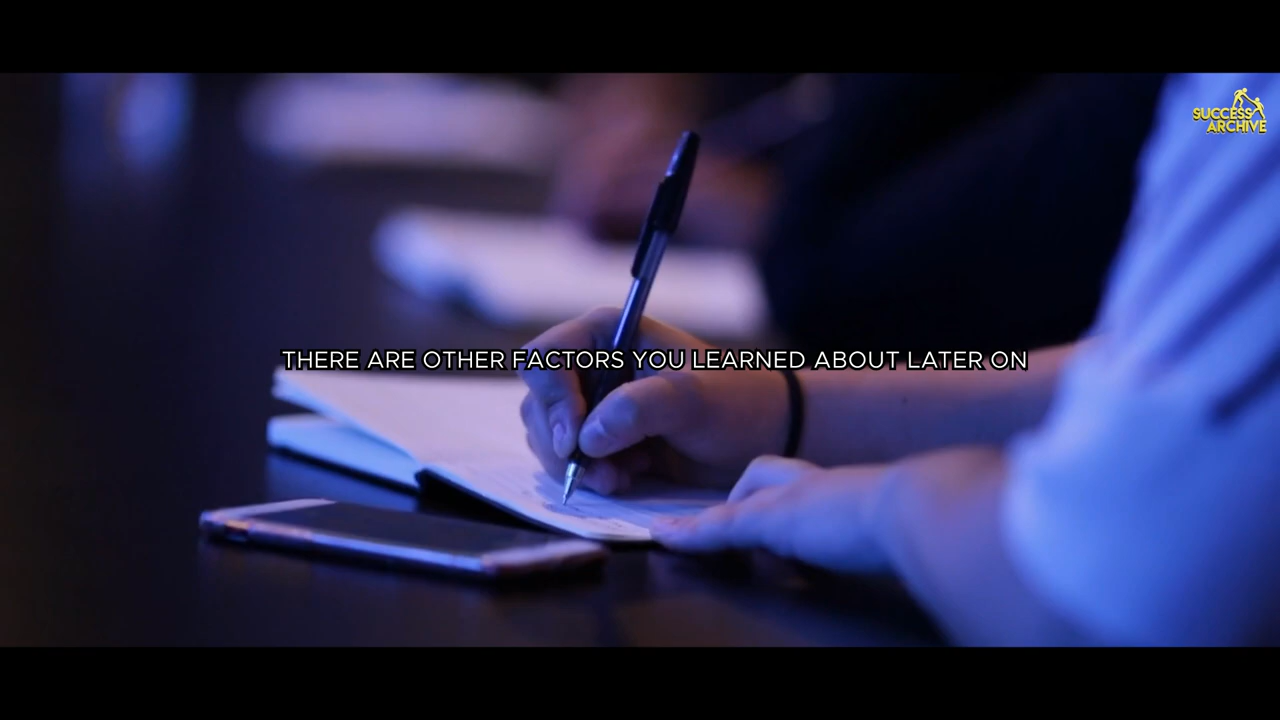 SUCCESS
ARCHIVE
THERE ARE OTHER FACTORS YOU LEARNED ABOUT LATER ON